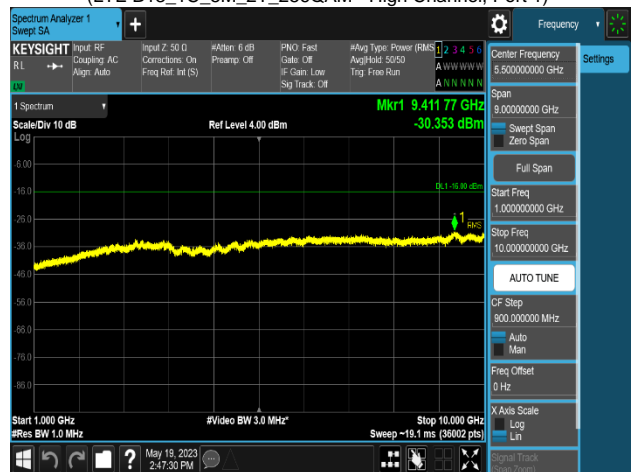 Spectrum Analyzer 1
Swept SA
+
Frequency
KEYSIGHT
RL
Input: RF
Coupling: AC
Align: Auto
Input Z: 50 Ω
Corrections: On
Freq Ref: Int (S)
#Atten: 6 dB
Preamp: Off
PNO: Fast
Gate: Off
IF Gain: Low
Sig Track: Off
#Avg Type: Power (RMS
Avg|Hold: 50/50
Trig: Free Run
1 2 3 4 5 6
A W W W W W
A N N N N N
Settings
Center Frequency
5.500000000 GHz
Span
9.00000000 GHz
Swept Span
Zero Span
Full Span
Start Freq
1.000000000 GHz
Stop Freq
10.000000000 GHz
AUTO TUNE
CF Step
900.000000 MHz
Auto
Man
Freq Offset
0 Hz
X Axis Scale
Log
Lin
Signal Track
(Span Zoom)
1 Spectrum
Mkr1 9.411 77 GHz
Scale/Div 10 dB
Ref Level 4.00 dBm
-30.353 dBm
Log
-6.00
-16.0
DL1 -16.00 dBm
-26.0
1
RMS
-36.0
-46.0
-56.0
-66.0
-76.0
-86.0
Start 1.000 GHz
#Video BW 3.0 MHz*
Stop 10.000 GHz
#Res BW 1.0 MHz
Sweep ~19.1 ms (36002 pts)
?
May 19, 2023
2:47:30 PM